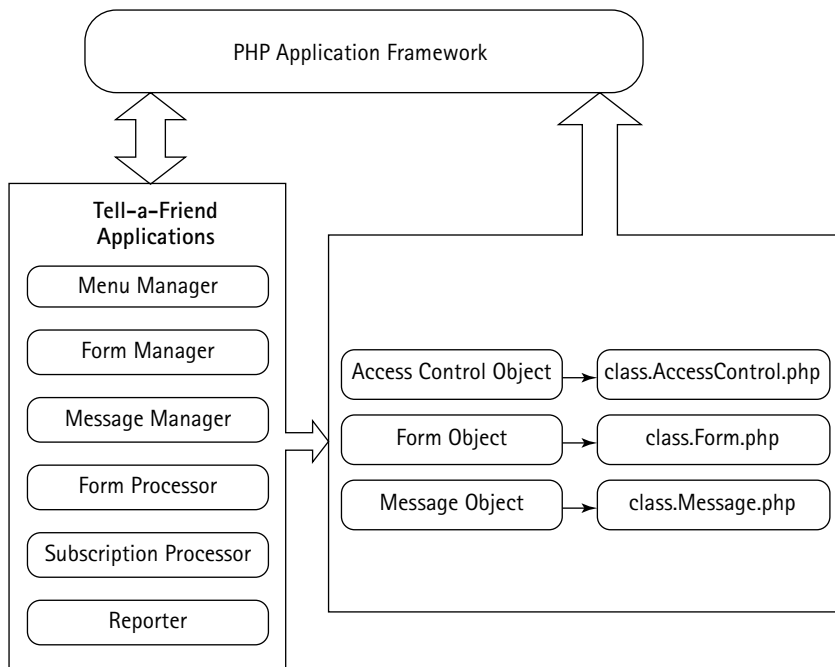 PHP Application Framework
Tell-a-Friend
Applications
Menu Manager
Form Manager
Message Manager
Form Processor
Subscription Processor
Reporter
Access Control Object
class.AccessControl.php
Form Object
class.Form.php
Message Object
class.Message.php